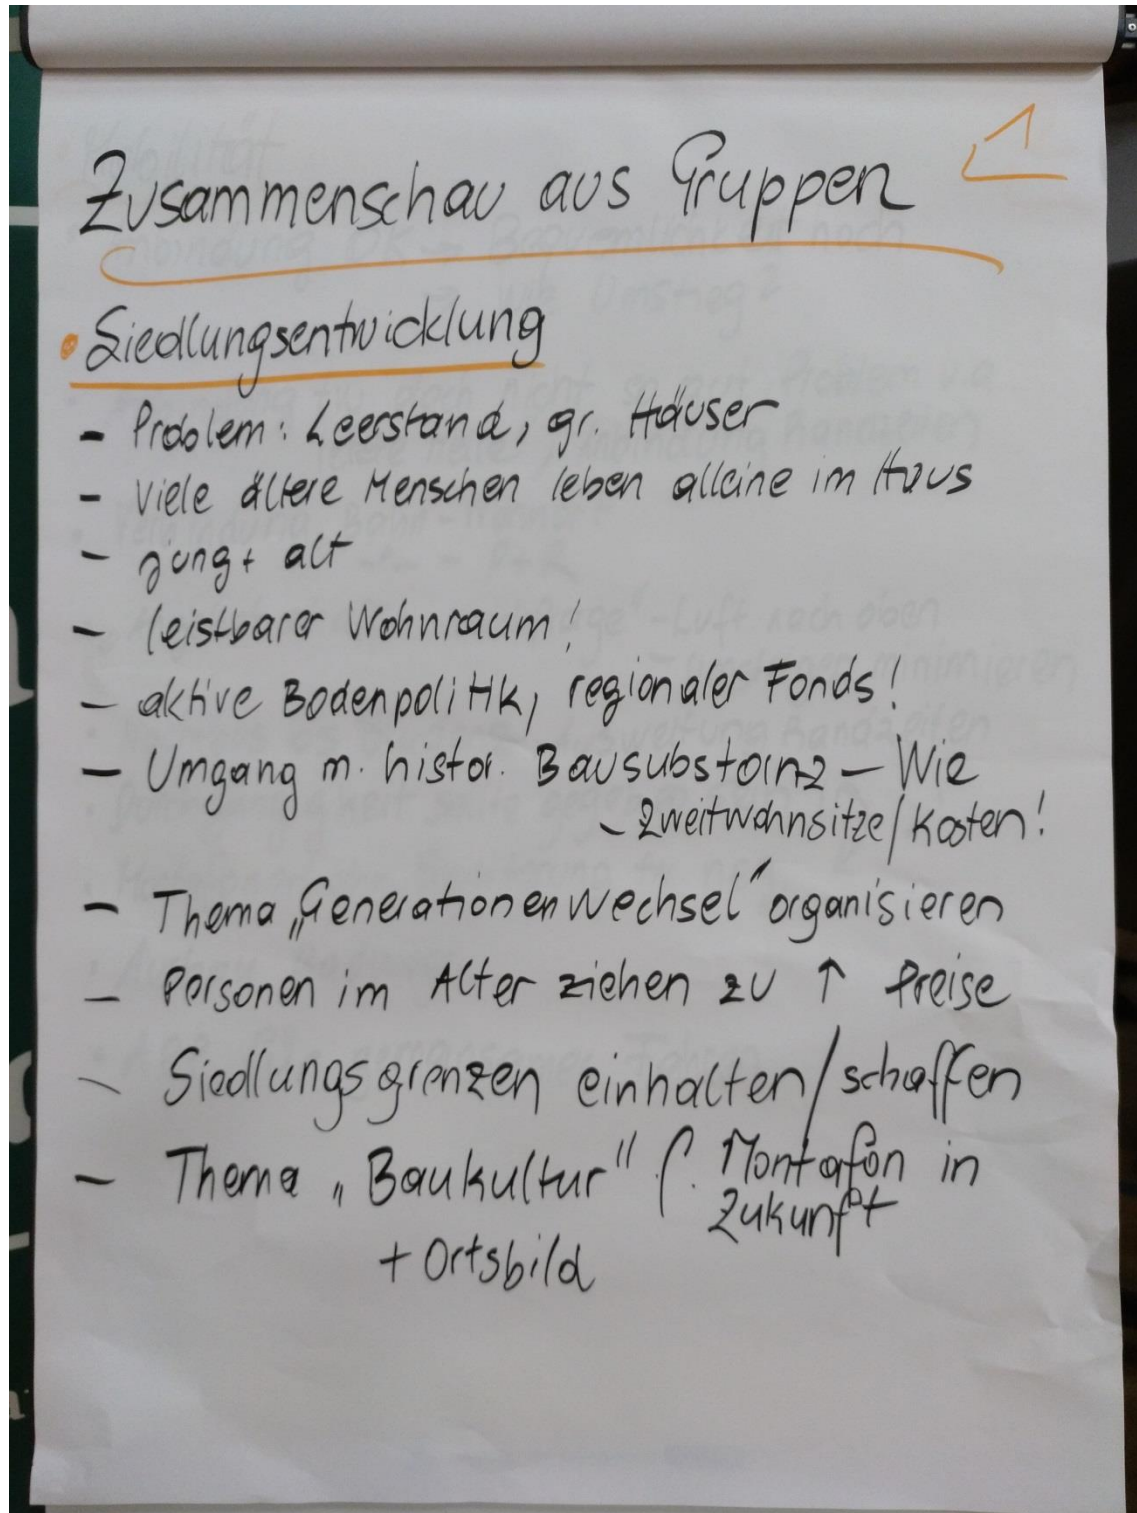 1
Zusammenschau aus Gruppen
• Siedlungsentwicklung
- Problem: Leerstand, gr. Häuser
- Viele ältere Menschen leben alleine im Haus
- jung + alt
- leistbarer Wohnraum!
- aktive Bodenpolitik, regionaler Fonds!
- Umgang m. histor. Bausubstanz – Wie
- Zweitwohnsitze/Kosten!
- Thema „Generationenwechsel" organisieren
- Personen im Alter ziehen zu ↑ Preise
- Siedlungsgrenzen einhalten/schaffen
- Thema „Baukultur" f. Montafon in
Zukunft
+ Ortsbild